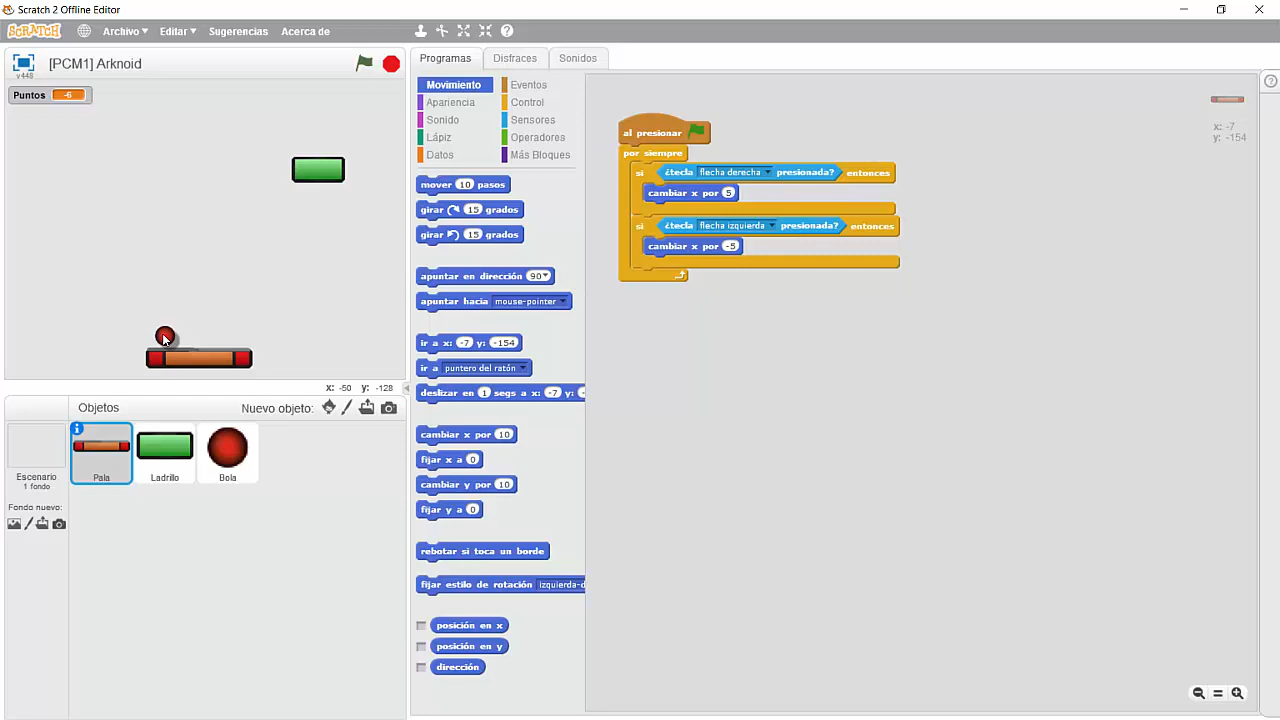 Scratch 2 Offline Editor
SCRATCH Archivo Editar Sugerencias Acerca de
v448
[PCM1] Arknoid
Puntos -6
x: -50 y: -128
Objetos Nuevo objeto:
Escenario
1 fondo
Fondo nuevo:
Pala
Ladrillo
Bola
Programas Disfraces Sonidos
Movimiento Eventos
Apariencia Control
Sonido Sensores
Lápiz Operadores
Datos Más Bloques
mover 10 pasos
girar 15 grados
girar 15 grados
apuntar en dirección 90
apuntar hacia mouse-pointer
ir a x: -7 y: -154
ir a puntero del ratón
deslizar en 1 segs a x: -7 y:
cambiar x por 10
fijar x a 0
cambiar y por 10
fijar y a 0
rebotar si toca un borde
fijar estilo de rotación izquierda-d
posición en x
posición en y
dirección
al presionar
por siempre
si ¿tecla flecha derecha presionada? entonces
cambiar x por 5
si ¿tecla flecha izquierda presionada? entonces
cambiar x por -5
x: -7
y: -154